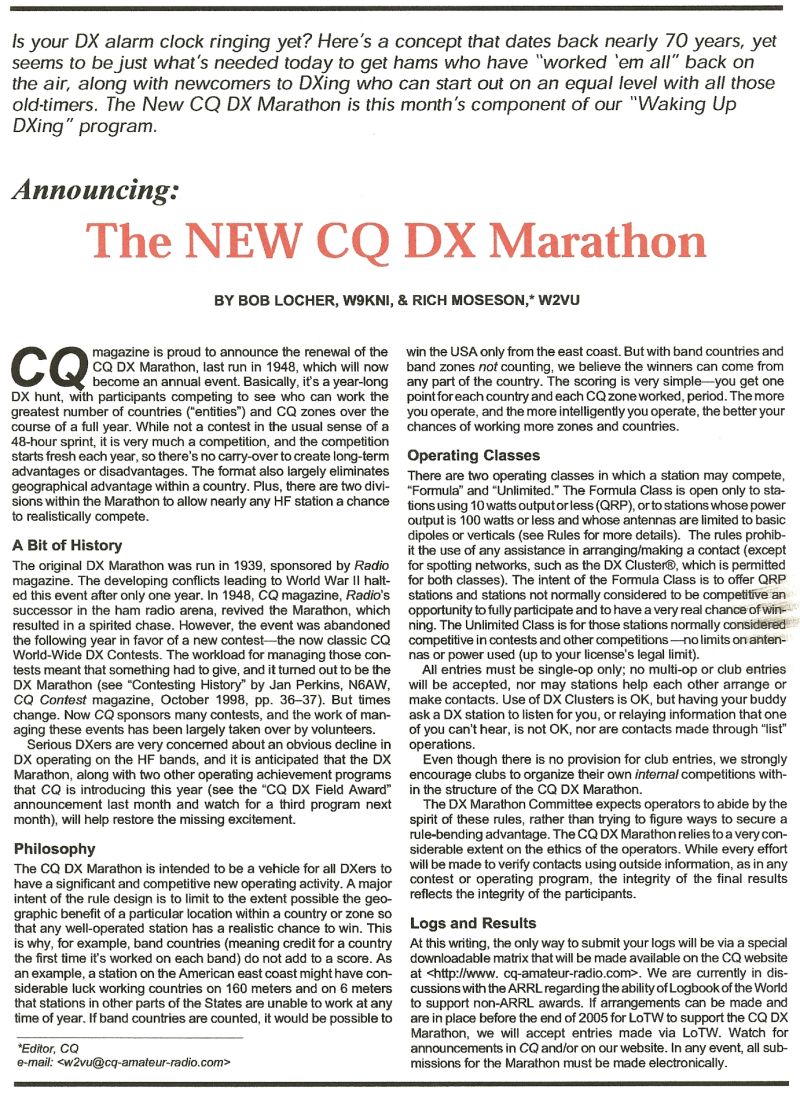 Is your DX alarm clock ringing yet? Here's a concept that dates back nearly 70 years, yet
seems to be just what's needed today to get hams who have "worked 'em all" back on
the air, along with newcomers to DXing who can start out on an equal level with all those
old-timers. The New CQ DX Marathon is this month's component of our "Waking Up
DXing" program.
Announcing:
The NEW CQ DX Marathon
BY BOB LOCHER, W9KNI, & RICH MOSESON,* W2VU
CQ magazine is proud to announce the renewal of the
CQ DX Marathon, last run in 1948, which will now
become an annual event. Basically, it's a year-long
DX hunt, with participants competing to see who can work the
greatest number of countries ("entities") and CQ zones over the
course of a full year. While not a contest in the usual sense of a
48-hour sprint, it is very much a competition, and the competition
starts fresh each year, so there's no carry-over to create long-term
advantages or disadvantages. The format also largely eliminates
geographical advantage within a country. Plus, there are two divi-
sions within the Marathon to allow nearly any HF station a chance
to realistically compete.
A Bit of History
The original DX Marathon was run in 1939, sponsored by Radio
magazine. The developing conflicts leading to World War II halt-
ed this event after only one year. In 1948, CQ magazine, Radio's
successor in the ham radio arena, revived the Marathon, which
resulted in a spirited chase. However, the event was abandoned
the following year in favor of a new contest—the now classic CQ
World-Wide DX Contests. The workload for managing those con-
tests meant that something had to give, and it turned out to be the
DX Marathon (see "Contesting History" by Jan Perkins, N6AW,
CQ Contest magazine, October 1998, pp. 36–37). But times
change. Now CQ sponsors many contests, and the work of man-
aging these events has been largely taken over by volunteers.
Serious DXers are very concerned about an obvious decline in
DX operating on the HF bands, and it is anticipated that the DX
Marathon, along with two other operating achievement programs
that CQ is introducing this year (see the "CQ DX Field Award"
announcement last month and watch for a third program next
month), will help restore the missing excitement.
Philosophy
The CQ DX Marathon is intended to be a vehicle for all DXers to
have a significant and competitive new operating activity. A major
intent of the rule design is to limit to the extent possible the geo-
graphic benefit of a particular location within a country or zone so
that any well-operated station has a realistic chance to win. This
is why, for example, band countries (meaning credit for a country
the first time it's worked on each band) do not add to a score. As
an example, a station on the American east coast might have con-
siderable luck working countries on 160 meters and on 6 meters
that stations in other parts of the States are unable to work at any
time of year. If band countries are counted, it would be possible to
*Editor, CQ
e-mail: <w2vu@cq-amateur-radio.com>
win the USA only from the east coast. But with band countries and
band zones not counting, we believe the winners can come from
any part of the country. The scoring is very simple—you get one
point for each country and each CQ zone worked, period. The more
you operate, and the more intelligently you operate, the better your
chances of working more zones and countries.
Operating Classes
There are two operating classes in which a station may compete,
"Formula" and "Unlimited." The Formula Class is open only to sta-
tions using 10 watts output or less (QRP), or to stations whose power
output is 100 watts or less and whose antennas are limited to basic
dipoles or verticals (see Rules for more details). The rules prohib-
it the use of any assistance in arranging/making a contact (except
for spotting networks, such as the DX Cluster®, which is permitted
for both classes). The intent of the Formula Class is to offer QRP
stations and stations not normally considered to be competitive an
opportunity to fully participate and to have a very real chance of win-
ning. The Unlimited Class is for those stations normally considered
competitive in contests and other competitions —no limits on anten-
nas or power used (up to your license's legal limit).
All entries must be single-op only; no multi-op or club entries
will be accepted, nor may stations help each other arrange or
make contacts. Use of DX Clusters is OK, but having your buddy
ask a DX station to listen for you, or relaying information that one
of you can't hear, is not OK, nor are contacts made through "list"
operations.
Even though there is no provision for club entries, we strongly
encourage clubs to organize their own internal competitions with-
in the structure of the CQ DX Marathon.
The DX Marathon Committee expects operators to abide by the
spirit of these rules, rather than trying to figure ways to secure a
rule-bending advantage. The CQ DX Marathon relies to a very con-
siderable extent on the ethics of the operators. While every effort
will be made to verify contacts using outside information, as in any
contest or operating program, the integrity of the final results
reflects the integrity of the participants.
Logs and Results
At this writing, the only way to submit your logs will be via a special
downloadable matrix that will be made available on the CQ website
at <http://www. cq-amateur-radio.com>. We are currently in dis-
cussions with the ARRL regarding the ability of Logbook of the World
to support non-ARRL awards. If arrangements can be made and
are in place before the end of 2005 for LoTW to support the CQ DX
Marathon, we will accept entries made via LoTW. Watch for
announcements in CQ and/or on our website. In any event, all sub-
missions for the Marathon must be made electronically.